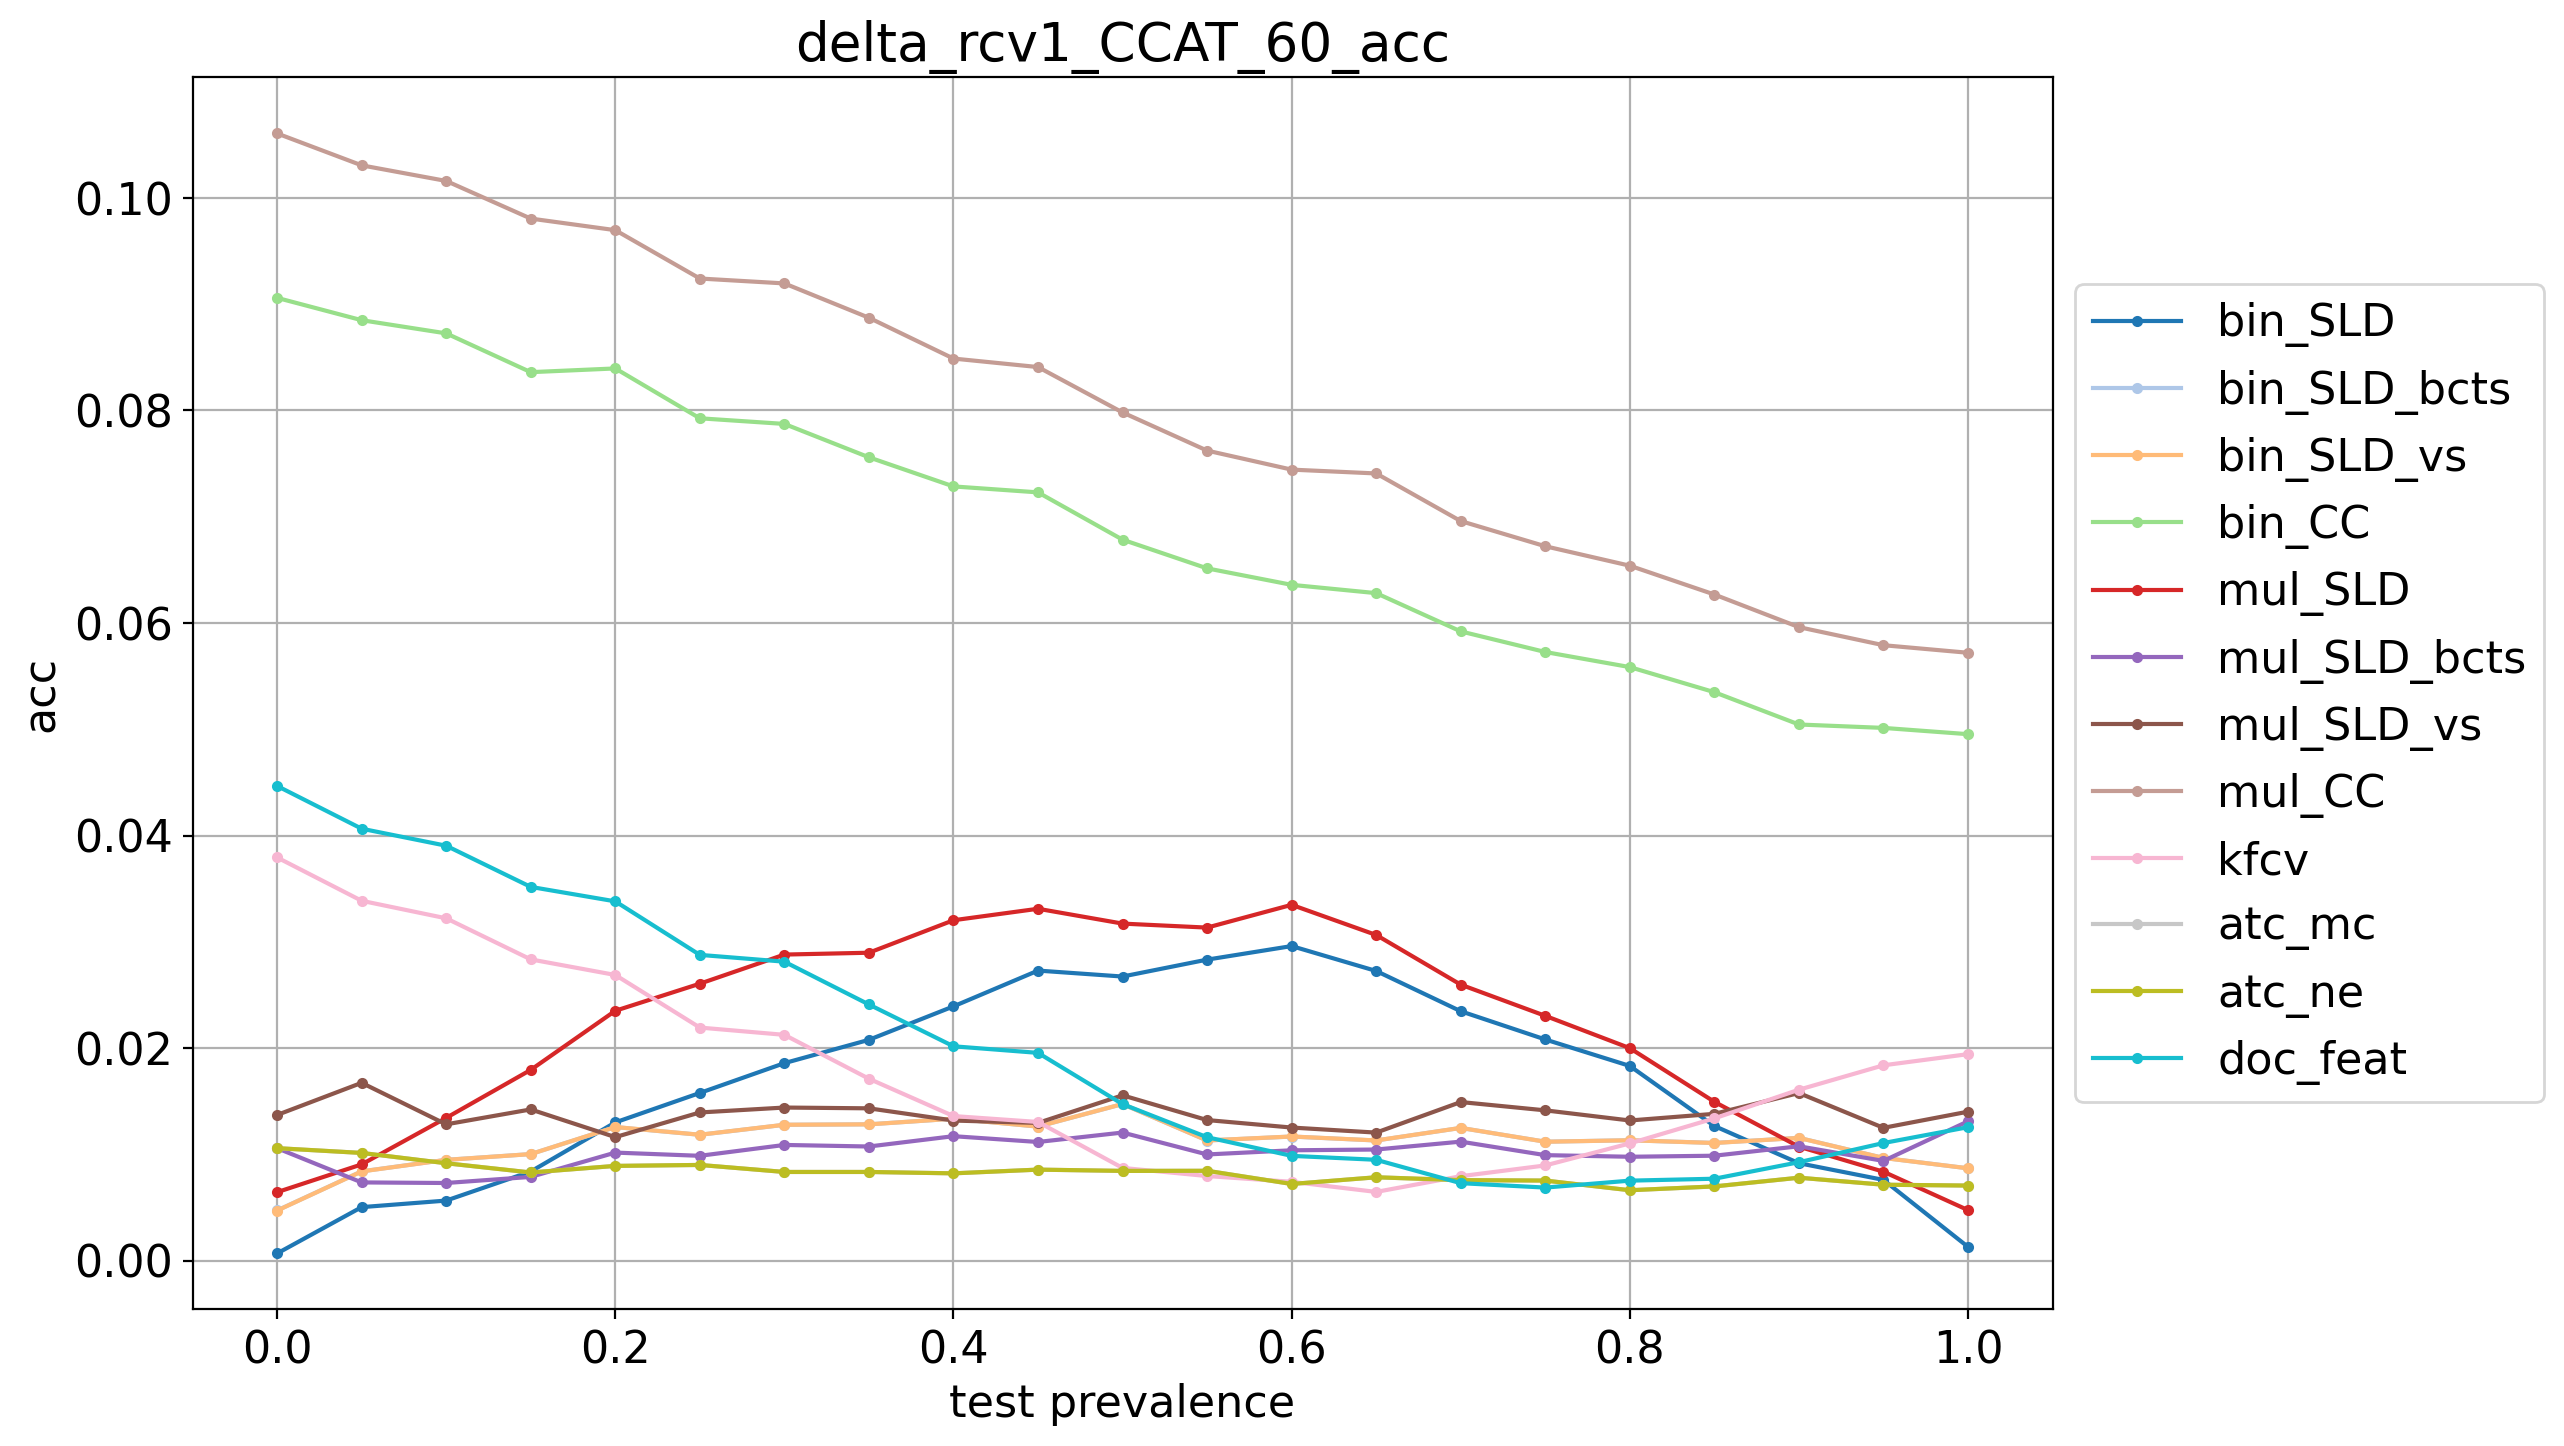 delta_rcv1_CCAT_60_acc
acc
0.10
0.08
0.06
0.04
0.02
0.00
0.0 0.2 0.4 0.6 0.8 1.0
test prevalence
bin_SLD
bin_SLD_bcts
bin_SLD_vs
bin_CC
mul_SLD
mul_SLD_bcts
mul_SLD_vs
mul_CC
kfcv
atc_mc
atc_ne
doc_feat